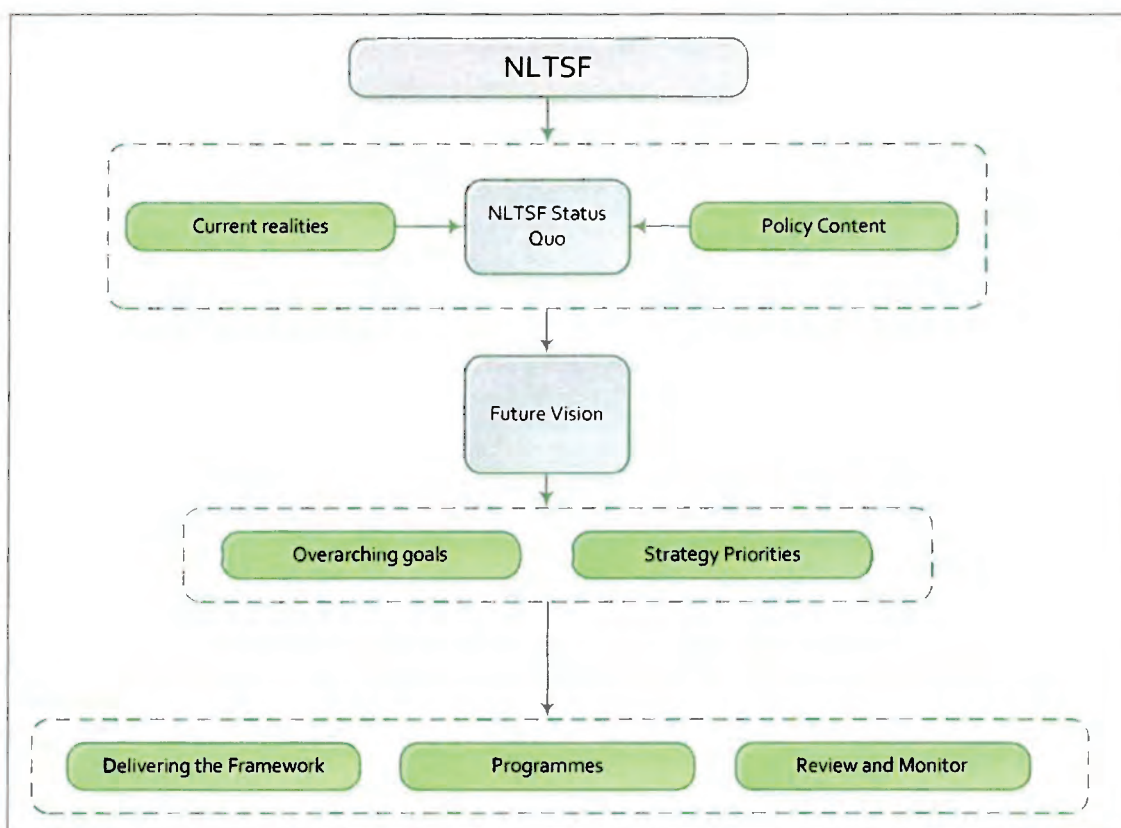 NLTSF
Current realities
NLTSF Status
Quo
Policy Content
Future Vision
Overarching goals
Strategy Priorities
Delivering the Framework
Programmes
Review and Monitor